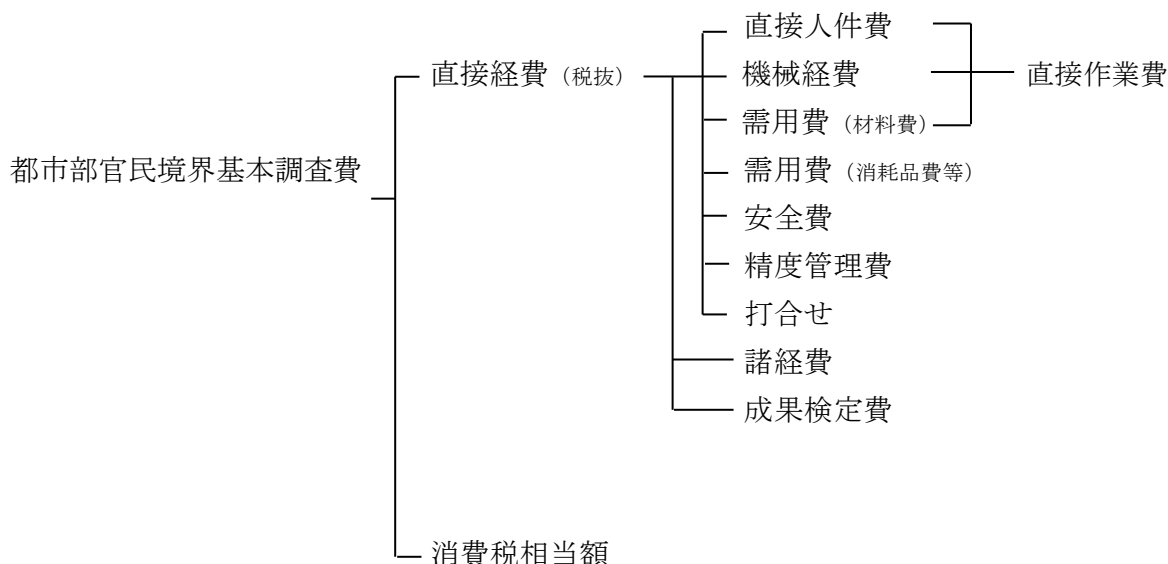 直接人件費
直接経費（税抜）
機械経費
直接作業費
需用費（材料費）
都市部官民境界基本調査費
需用費（消耗品費等）
安全費
精度管理費
打合せ
諸経費
成果検定費
消費税相当額